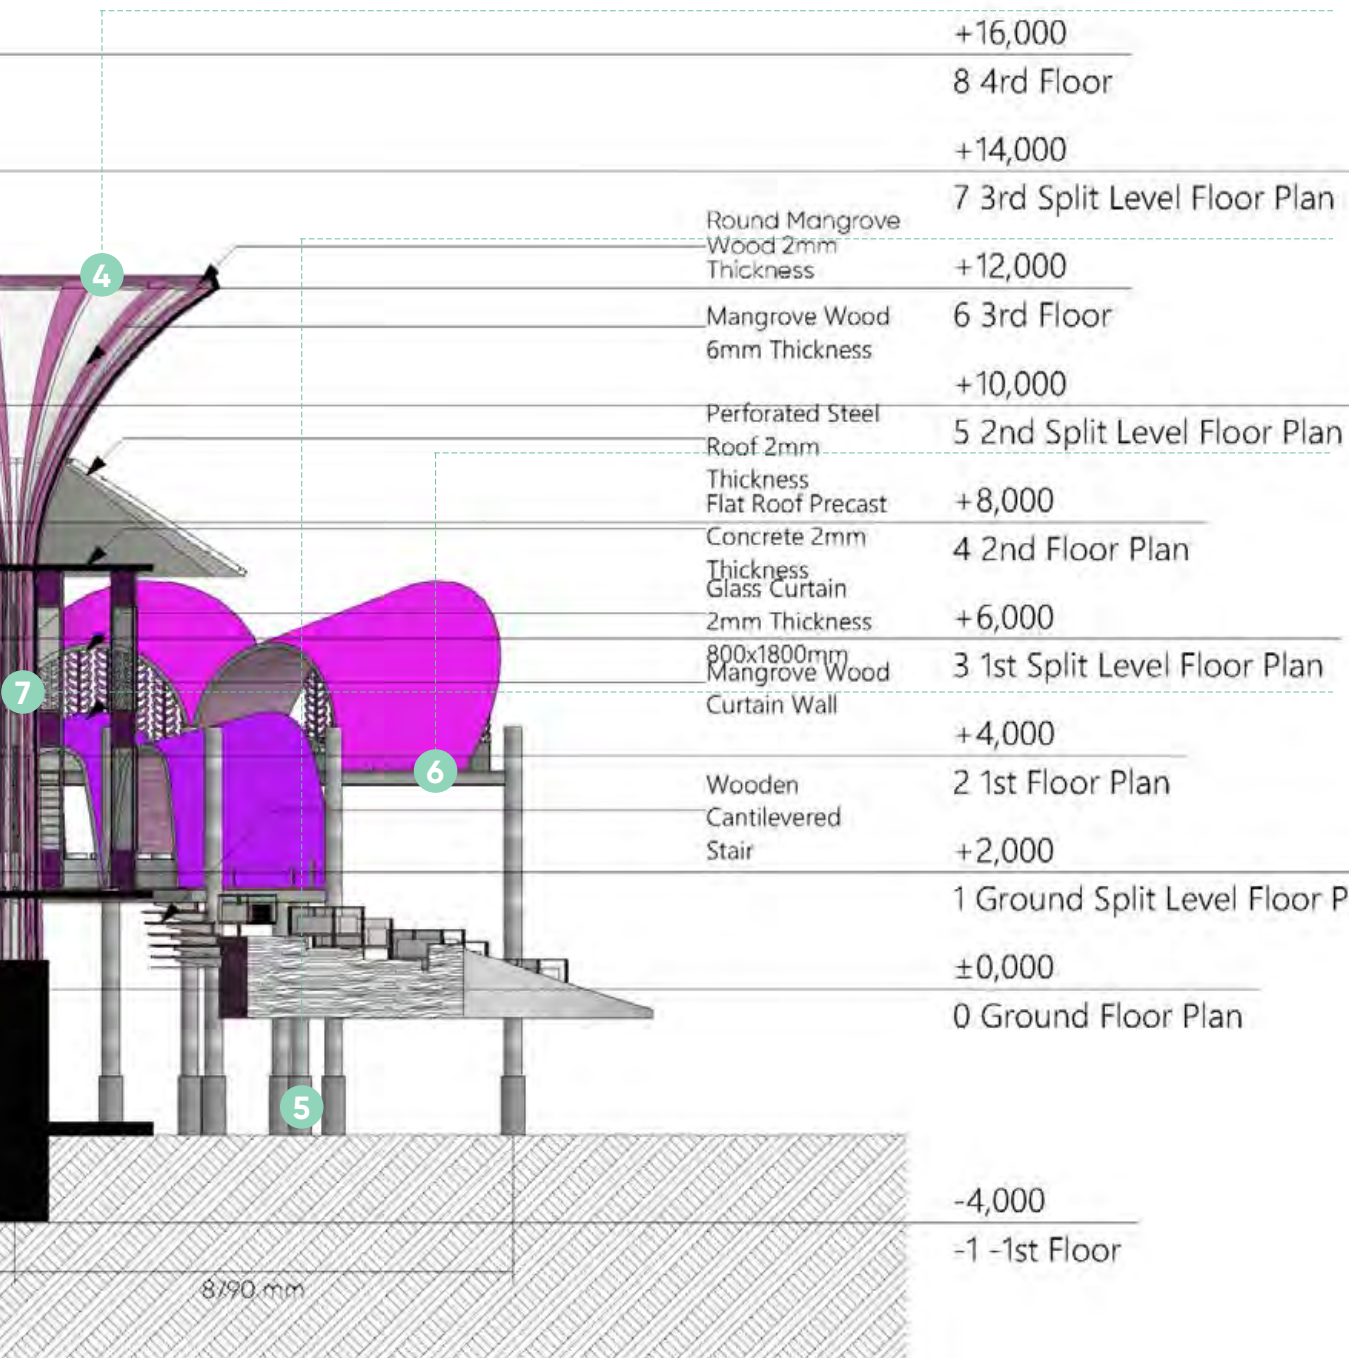 +16,000
8 4rd Floor
+14,000
7 3rd Split Level Floor Plan
Round Mangrove
Wood 2mm
Thickness
+12,000
4
Mangrove Wood
6mm Thickness
6 3rd Floor
+10,000
Perforated Steel
Roof 2mm
Thickness
5 2nd Split Level Floor Plan
Flat Roof Precast
Concrete 2mm
Thickness
+8,000
4 2nd Floor Plan
Glass Curtain
2mm Thickness
800x1800mm
+6,000
Mangrove Wood
Curtain Wall
3 1st Split Level Floor Plan
7
+4,000
6
Wooden
Cantilevered
Stair
2 1st Floor Plan
+2,000
1 Ground Split Level Floor P
±0,000
0 Ground Floor Plan
5
-4,000
-1 -1st Floor
8790 mm